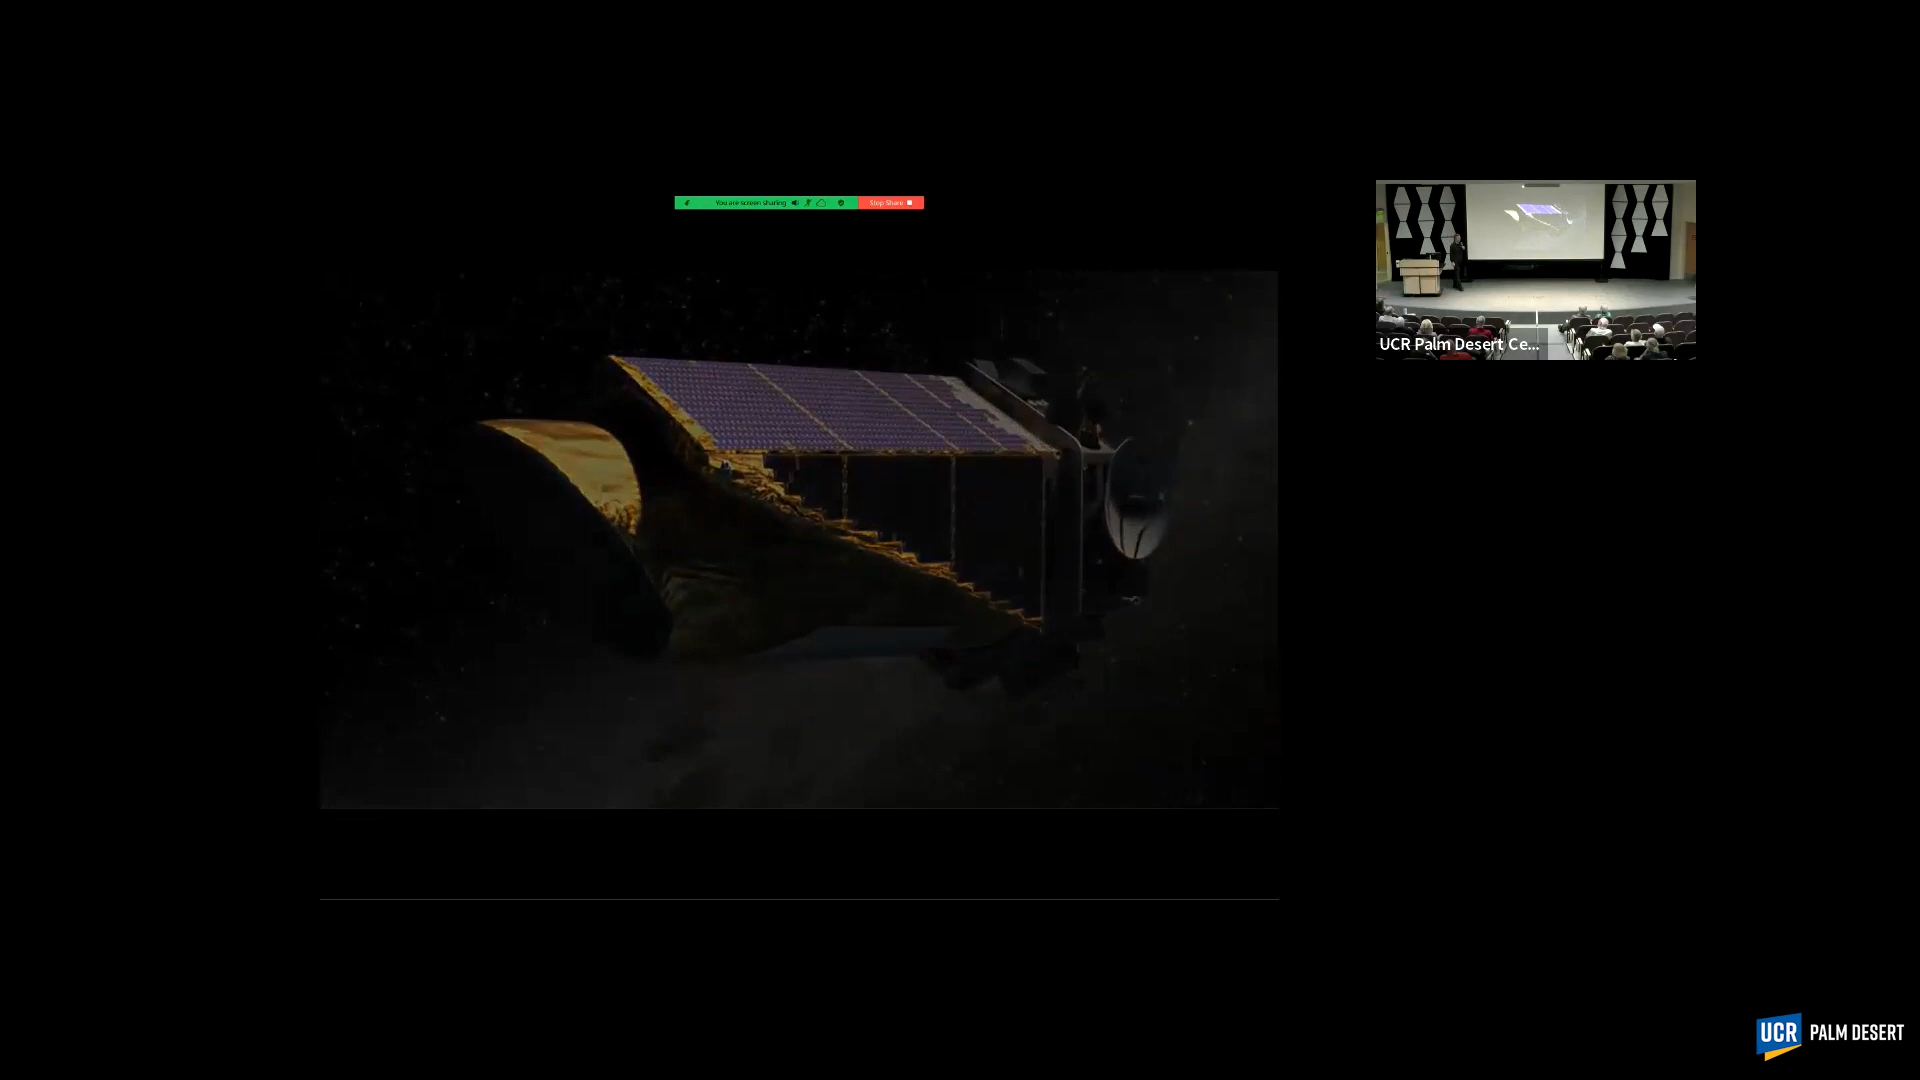 You are screen sharing
Stop Share
UCR Palm Desert Ce...
UCR PALM DESERT